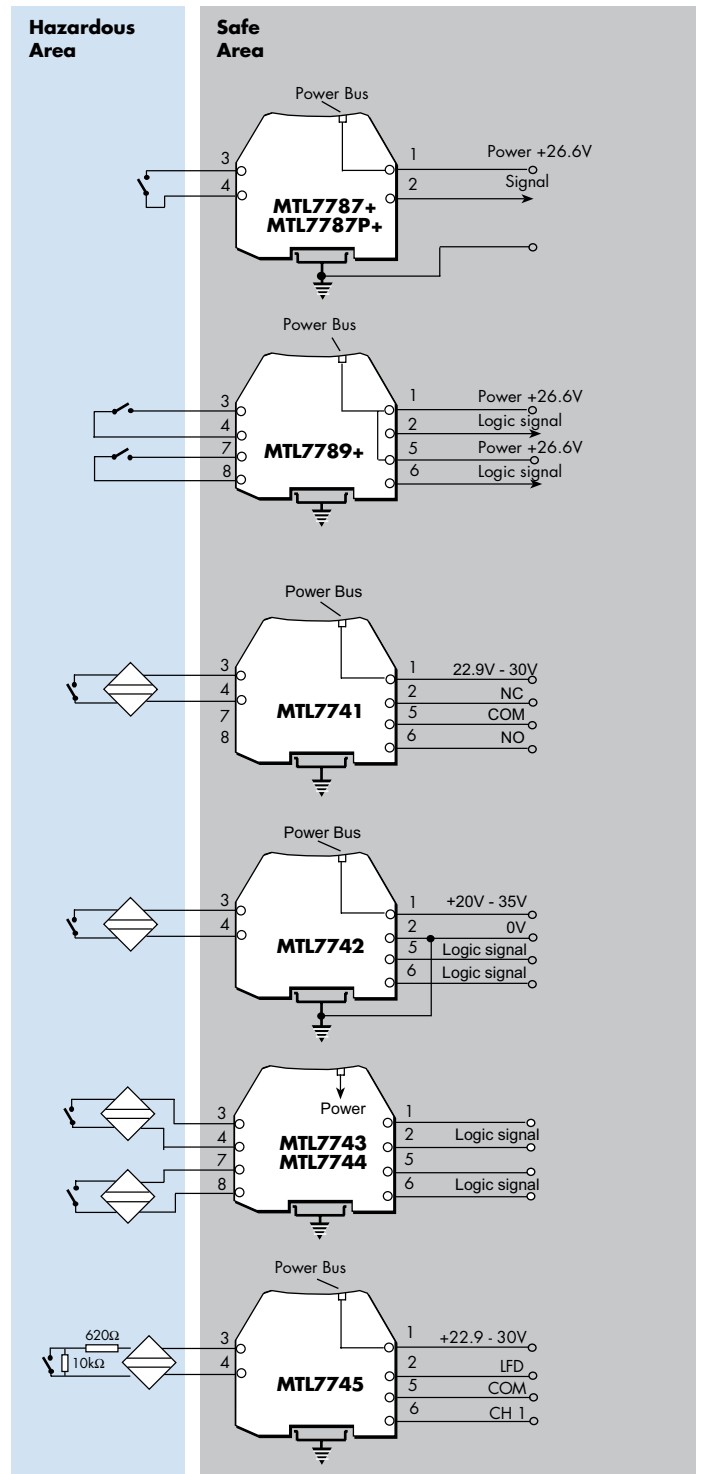 Hazardous
Area
Safe
Area
Power Bus
3
4
1
2
Power +26.6V
Signal
MTL7787+
MTL7787P+
Power Bus
3
4
7
8
1
2
5
6
Power +26.6V
Logic signal
Power +26.6V
Logic signal
MTL7789+
Power Bus
3
4
7
8
1
2
5
6
22.9V - 30V
NC
COM
NO
MTL7741
Power Bus
3
4
1
2
5
6
+20V - 35V
0V
Logic signal
Logic signal
MTL7742
Power
3
4
7
8
1
2
5
6
Logic signal
Logic signal
MTL7743
MTL7744
Power Bus
620Ω
10kΩ
3
4
1
2
5
6
+22.9 - 30V
LFD
COM
CH 1
MTL7745